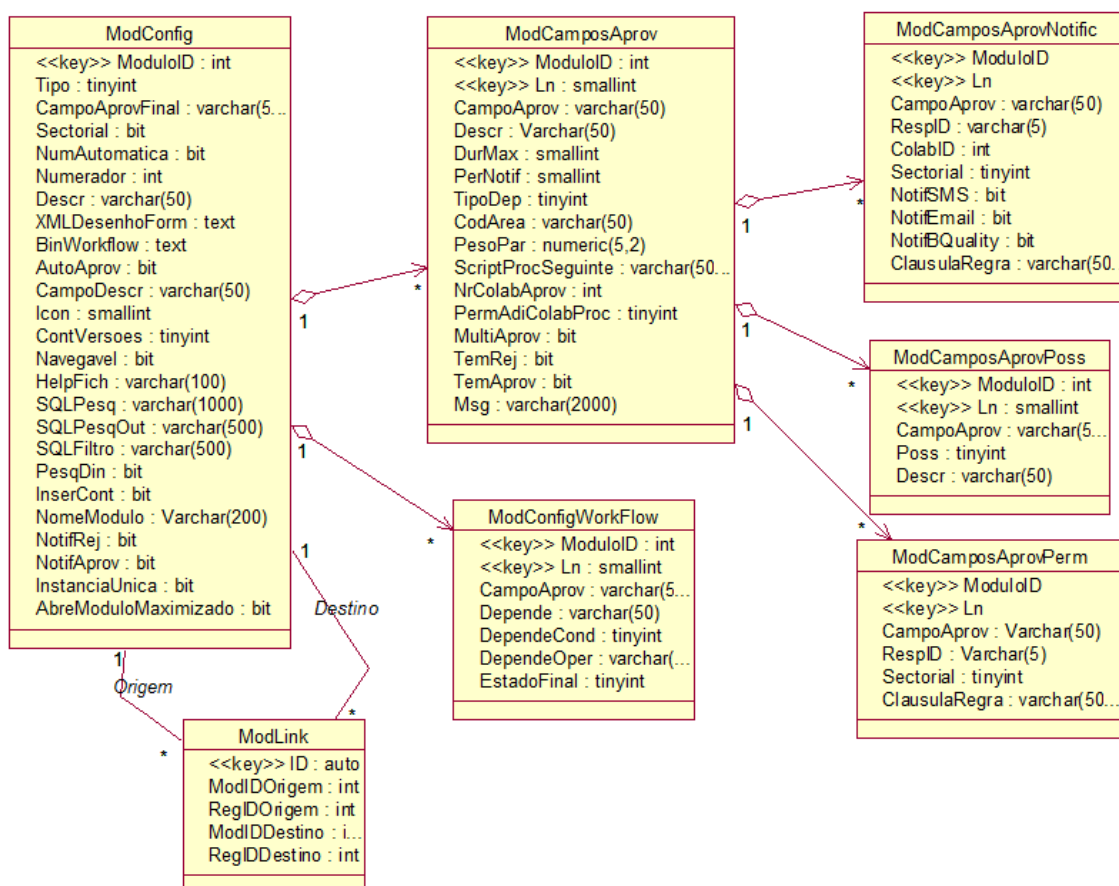 ModConfig
<<key>> ModuloID : int
Tipo : tinyint
CampoAprovFinal : varchar(5...
Sectorial : bit
NumAutomatica : bit
Numerador : int
Descr : varchar(50)
XMLDesenhoForm : text
BinWorkflow : text
AutoAprov : bit
CampoDescr : varchar(50)
Icon : smallint
ContVersoes : tinyint
Navegavel : bit
HelpFich : varchar(100)
SQLPesq : varchar(1000)
SQLPesqOut : varchar(500)
SQLFiltro : varchar(500)
PesqDin : bit
InserCont : bit
NomeModulo : Varchar(200)
NotifRej : bit
NotifAprov : bit
InstanciaUnica : bit
AbreModuloMaximizado : bit
1
*
1
*
1
Destino
*
1
Origem
*
ModCamposAprov
<<key>> ModuloID : int
<<key>> Ln : smallint
CampoAprov : varchar(50)
Descr : Varchar(50)
DurMax : smallint
PerNotif : smallint
TipoDep : tinyint
CodArea : varchar(50)
PesoPar : numeric(5,2)
ScriptProcSeguinte : varchar(50...
NrColabAprov : int
PermAdiColabProc : tinyint
MultiAprov : bit
TemRej : bit
TemAprov : bit
Msg : varchar(2000)
1
*
1
*
1
*
ModCamposAprovNotific
<<key>> ModuloID
<<key>> Ln
CampoAprov : varchar(50)
RespID : varchar(5)
ColabID : int
Sectorial : tinyint
NotifSMS : bit
NotifEmail : bit
NotifBQuality : bit
ClausulaRegra : varchar(50...
ModCamposAprovPoss
<<key>> ModuloID : int
<<key>> Ln : smallint
CampoAprov : varchar(5...
Poss : tinyint
Descr : varchar(50)
ModConfigWorkFlow
<<key>> ModuloID : int
<<key>> Ln : smallint
CampoAprov : varchar(5...
Depende : varchar(50)
DependeCond : tinyint
DependeOper : varchar(...
EstadoFinal : tinyint
ModCamposAprovPerm
<<key>> ModuloID
<<key>> Ln
CampoAprov : Varchar(50)
RespID : Varchar(5)
Sectorial : tinyint
ClausulaRegra : varchar(50...
ModLink
<<key>> ID : auto
ModIDOrigem : int
RegIDOrigem : int
ModIDDestino : i...
RegIDDestino : int